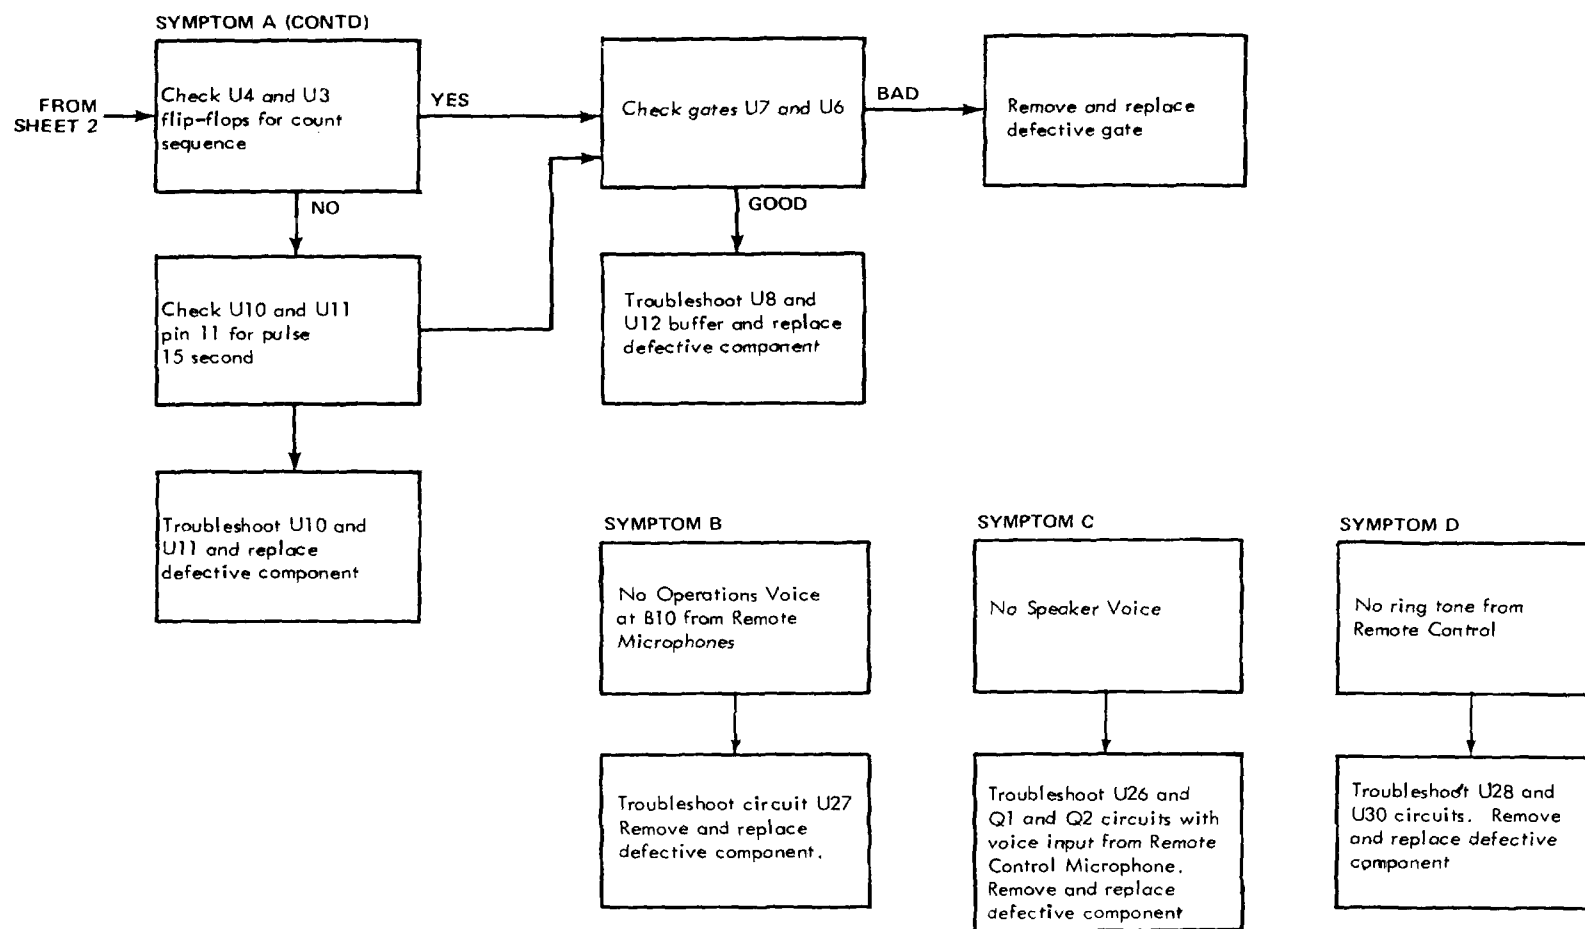 SYMPTOM A (CONTD)
FROM
SHEET 2
Check U4 and U3
flip-flops for count
sequence
YES
NO
Check gates U7 and U6
BAD
GOOD
Remove and replace
defective gate
Check U10 and U11
pin 11 for pulse
15 second
Troubleshoot U8 and
U12 buffer and replace
defective component
Troubleshoot U10 and
U11 and replace
defective component
SYMPTOM B
No Operations Voice
at B10 from Remote
Microphones
Troubleshoot circuit U27
Remove and replace
defective component.
SYMPTOM C
No Speaker Voice
Troubleshoot U26 and
Q1 and Q2 circuits with
voice input from Remote
Control Microphone.
Remove and replace
defective component
SYMPTOM D
No ring tone from
Remote Control
Troubleshoot U28 and
U30 circuits. Remove
and replace defective
component